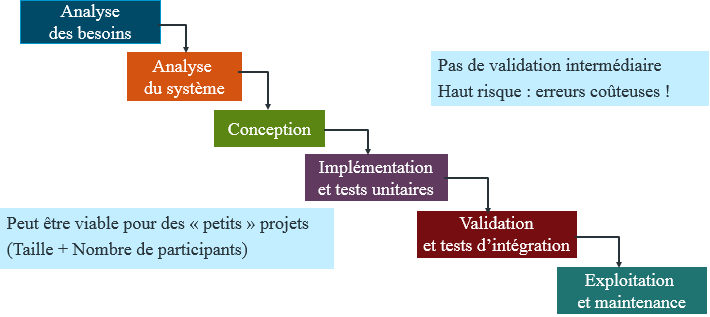 Analyse
des besoins
Analyse
du système
Pas de validation intermédiaire
Haut risque : erreurs coûteuses !
Conception
Implémentation
et tests unitaires
Peut être viable pour des « petits » projets
(Taille + Nombre de participants)
Validation
et tests d’intégration
Exploitation
et maintenance